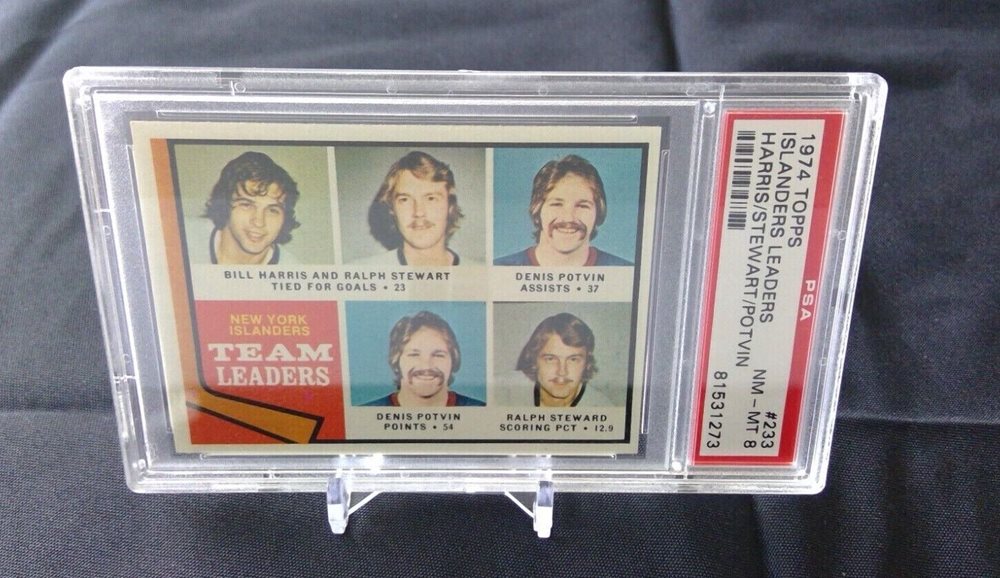 BILL HARRIS AND RALPH STEWART
TIED FOR GOALS • 23
DENIS POTVIN
ASSISTS • 37
NEW YORK
ISLANDERS
TEAM
LEADERS
DENIS POTVIN
POINTS • 54
RALPH STEWARD
SCORING PCT • 12.9
PSA
1974 TOPPS #233
ISLANDERS LEADERS
HARRIS/STEWART/POTVIN NM-MT 8
81531273